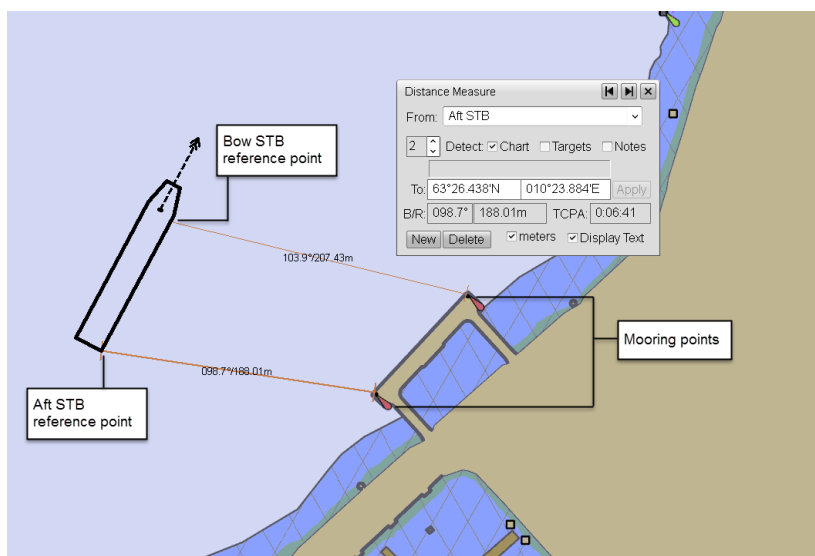 Distance Measure
From: Aft STB
2 Detect: Chart Targets Notes
To: 63°26.438'N 010°23.884'E Apply
B/R: 098.7° 188.01m TCPA: 0:06:41
New Delete meters Display Text
Bow STB
reference point
103.9°/207.43m
Mooring points
098.7°/188.01m
Aft STB
reference point